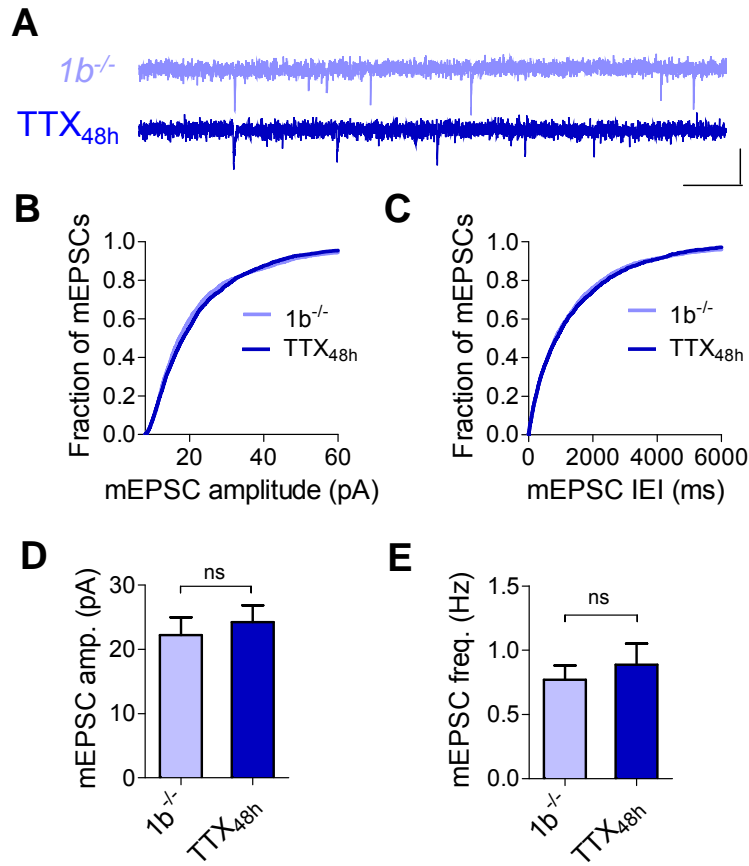 A
1b-/-
TTX48h
B
Fraction of mEPSCs
1.0
0.8
0.6
0.4
0.2
0.0
1b-/-
TTX48h
20 40 60
mEPSC amplitude (pA)
C
Fraction of mEPSCs
1.0
0.8
0.6
0.4
0.2
0.0
1b-/-
TTX48h
0 2000 4000 6000
mEPSC IEI (ms)
D
mEPSC amp. (pA)
30
20
10
0
ns
1b-/-
TTX48h
E
mEPSC freq. (Hz)
1.5
1.0
0.5
0.0
ns
1b-/-
TTX48h